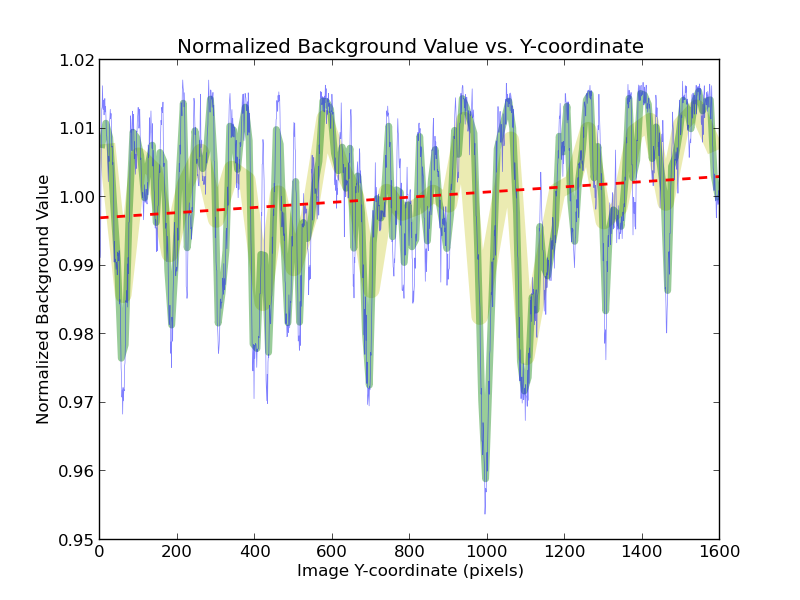 Normalized Background Value vs. Y-coordinate
1.02
1.01
1.00
0.99
0.98
0.97
0.96
0.95
Normalized Background Value
0 200 400 600 800 1000 1200 1400 1600
Image Y-coordinate (pixels)